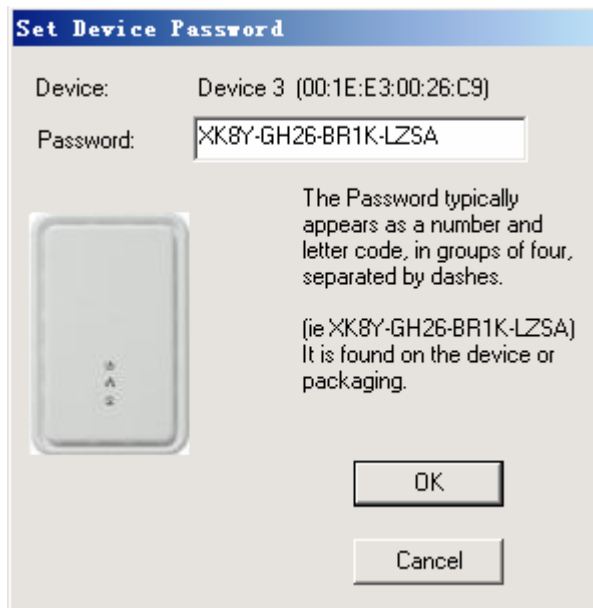 Set Device Password
Device: Device 3 (00:1E:E3:00:26:C9)
Password: XK8Y-GH26-BR1K-LZSA
The Password typically
appears as a number and
letter code, in groups of four,
separated by dashes.
(ie XK8Y-GH26-BR1K-LZSA)
It is found on the device or
packaging.
OK
Cancel